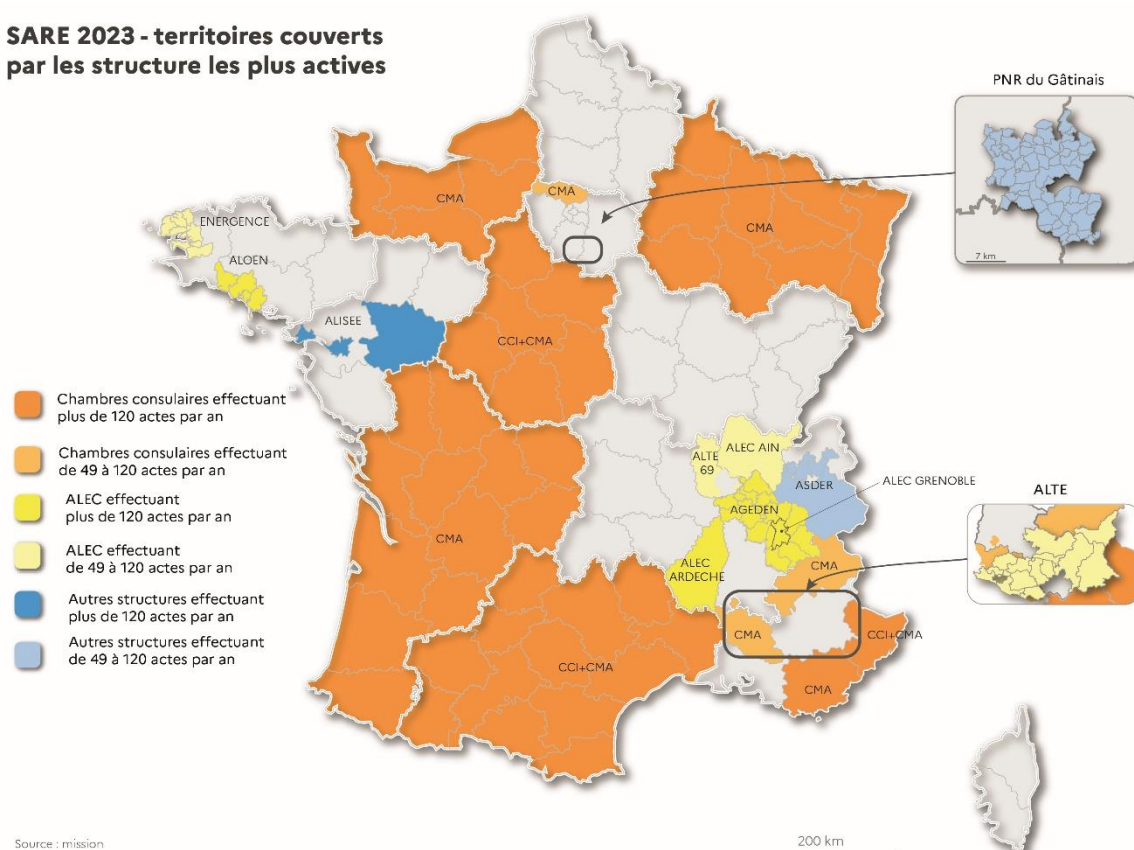 SARE 2023 - territoires couverts
par les structure les plus actives
PNR du Gâtinais
7 km
CMA
CMA
CMA
ENERGENCE
ALOEN
ALISEE
CCI+CMA
Chambres consulaires effectuant
plus de 120 actes par an
Chambres consulaires effectuant
de 49 à 120 actes par an
ALEC effectuant
plus de 120 actes par an
ALEC effectuant
de 49 à 120 actes par an
Autres structures effectuant
plus de 120 actes par an
Autres structures effectuant
de 49 à 120 actes par an
ALTE
69
ALEC AIN
ASDER
ALEC GRENOBLE
AGEDEN
ALTE
CMA
ALEC
ARDECHE
CMA
CMA
CCI+CMA
CCI+CMA
CMA
Source : mission
200 km